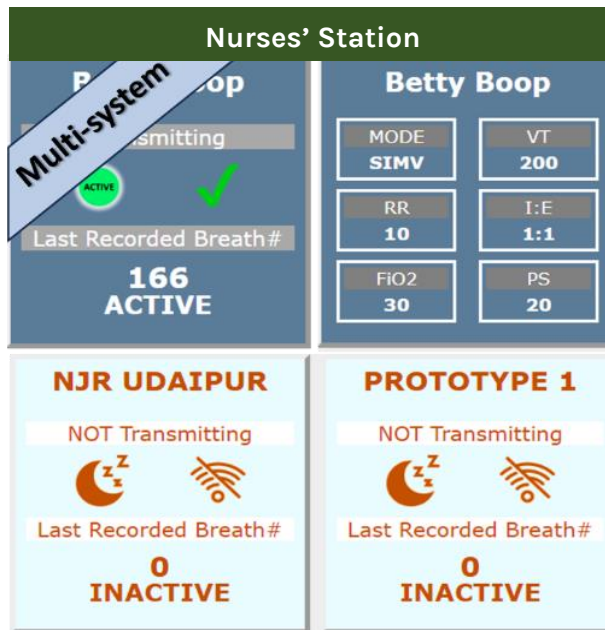 Nurses' Station
Multi-system
oop
smitting
ACTIVE
Last Recorded Breath#
166
ACTIVE
Betty Boop
MODE
SIMV
VT
200
RR
10
I:E
1:1
FiO2
30
PS
20
NJR UDAIPUR
NOT Transmitting
Last Recorded Breath#
0
INACTIVE
PROTOTYPE 1
NOT Transmitting
Last Recorded Breath#
0
INACTIVE